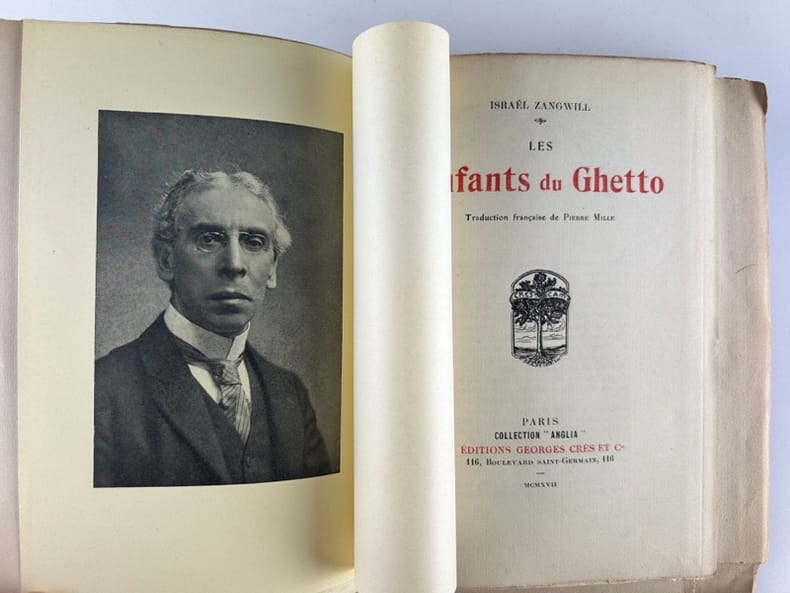 ISRAËL ZANGWILL
LES
fants du Ghetto
Traduction française de PIERRE MILLE
PARIS
COLLECTION "ANGLIA"
ÉDITIONS GEORGES CRÈS ET Cie
116, BOULEVARD SAINT-GERMAIN, 116
MCMXVII